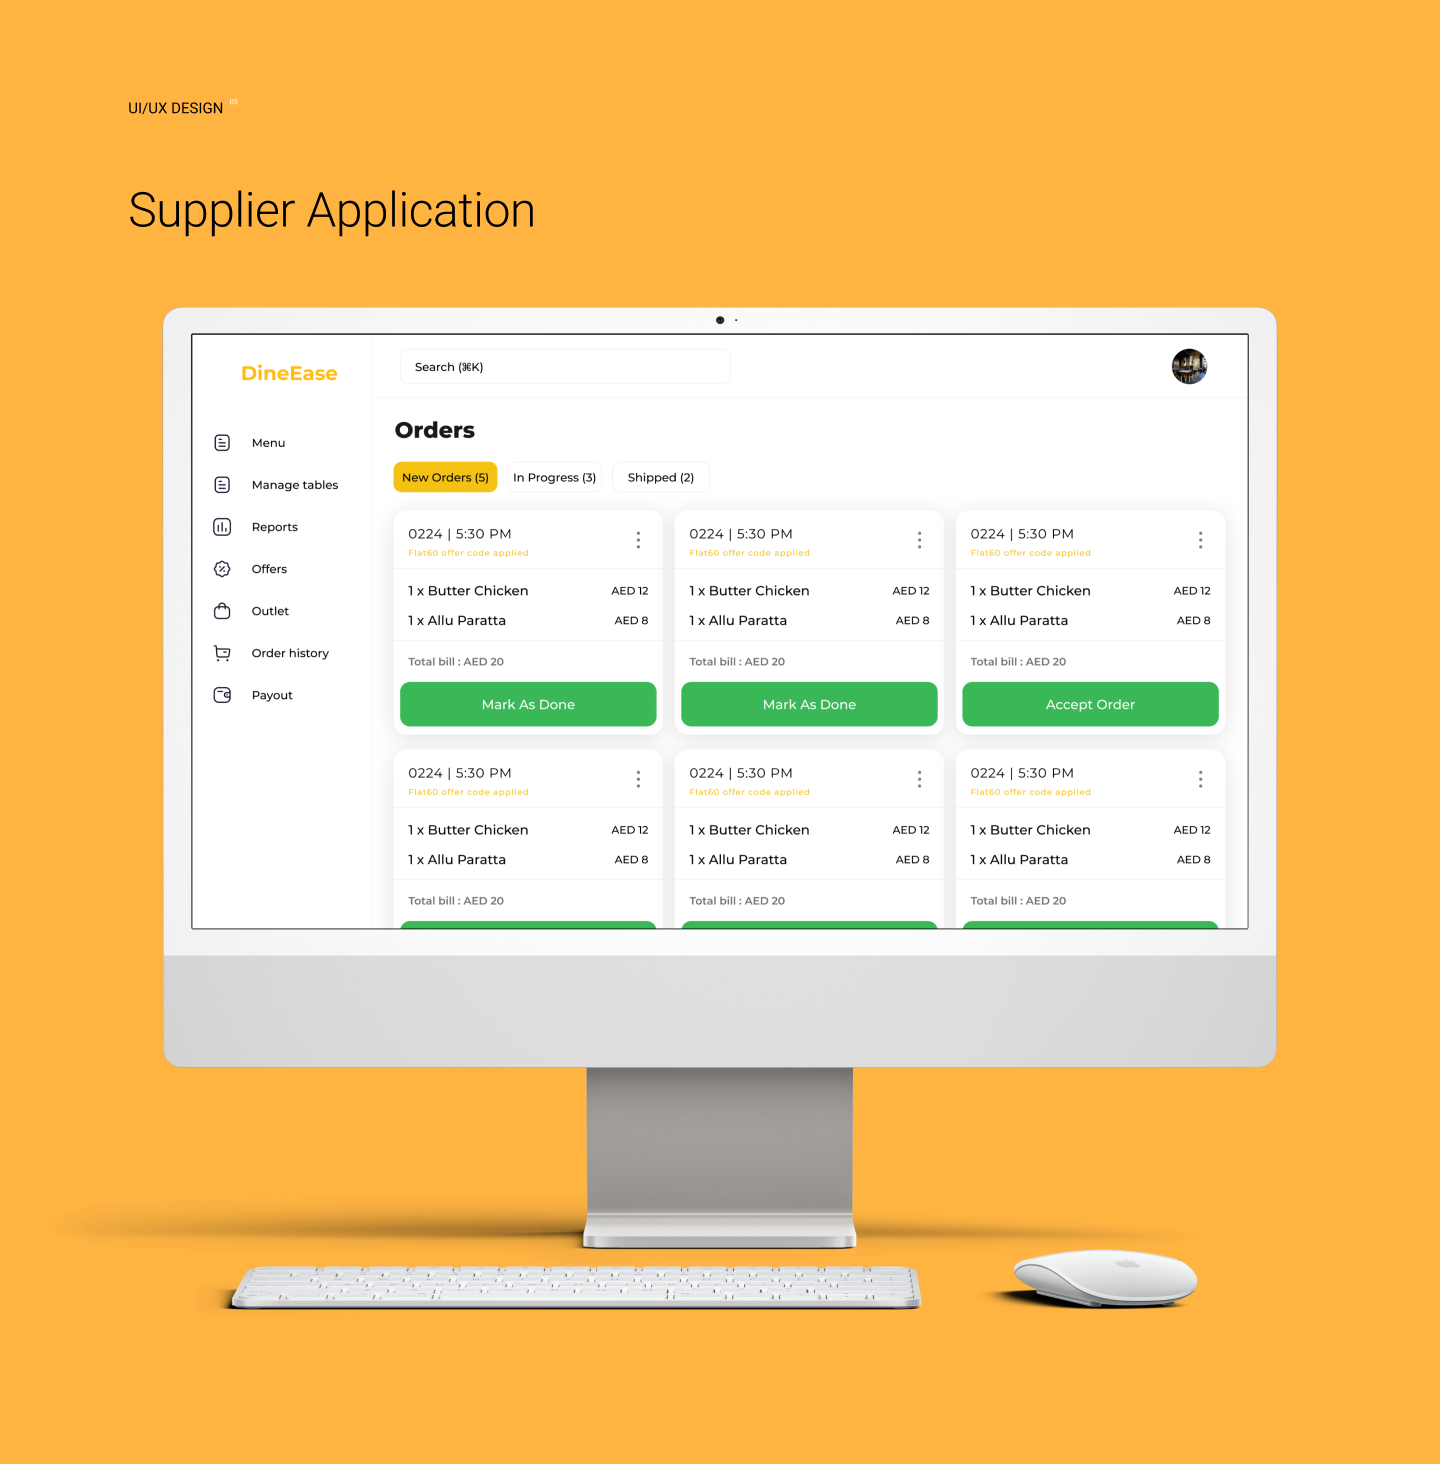 UI/UX DESIGN 05
Supplier Application
DineEase
Search (⌘K)
Menu
Manage tables
Reports
Offers
Outlet
Order history
Payout
Orders
New Orders (5) In Progress (3) Shipped (2)
0224 | 5:30 PM
Flat60 offer code applied
1 x Butter Chicken AED 12
1 x Allu Paratta AED 8
Total bill : AED 20
Mark As Done
0224 | 5:30 PM
Flat60 offer code applied
1 x Butter Chicken AED 12
1 x Allu Paratta AED 8
Total bill : AED 20
Mark As Done
0224 | 5:30 PM
Flat60 offer code applied
1 x Butter Chicken AED 12
1 x Allu Paratta AED 8
Total bill : AED 20
Accept Order
0224 | 5:30 PM
Flat60 offer code applied
1 x Butter Chicken AED 12
1 x Allu Paratta AED 8
Total bill : AED 20
0224 | 5:30 PM
Flat60 offer code applied
1 x Butter Chicken AED 12
1 x Allu Paratta AED 8
Total bill : AED 20
0224 | 5:30 PM
Flat60 offer code applied
1 x Butter Chicken AED 12
1 x Allu Paratta AED 8
Total bill : AED 20